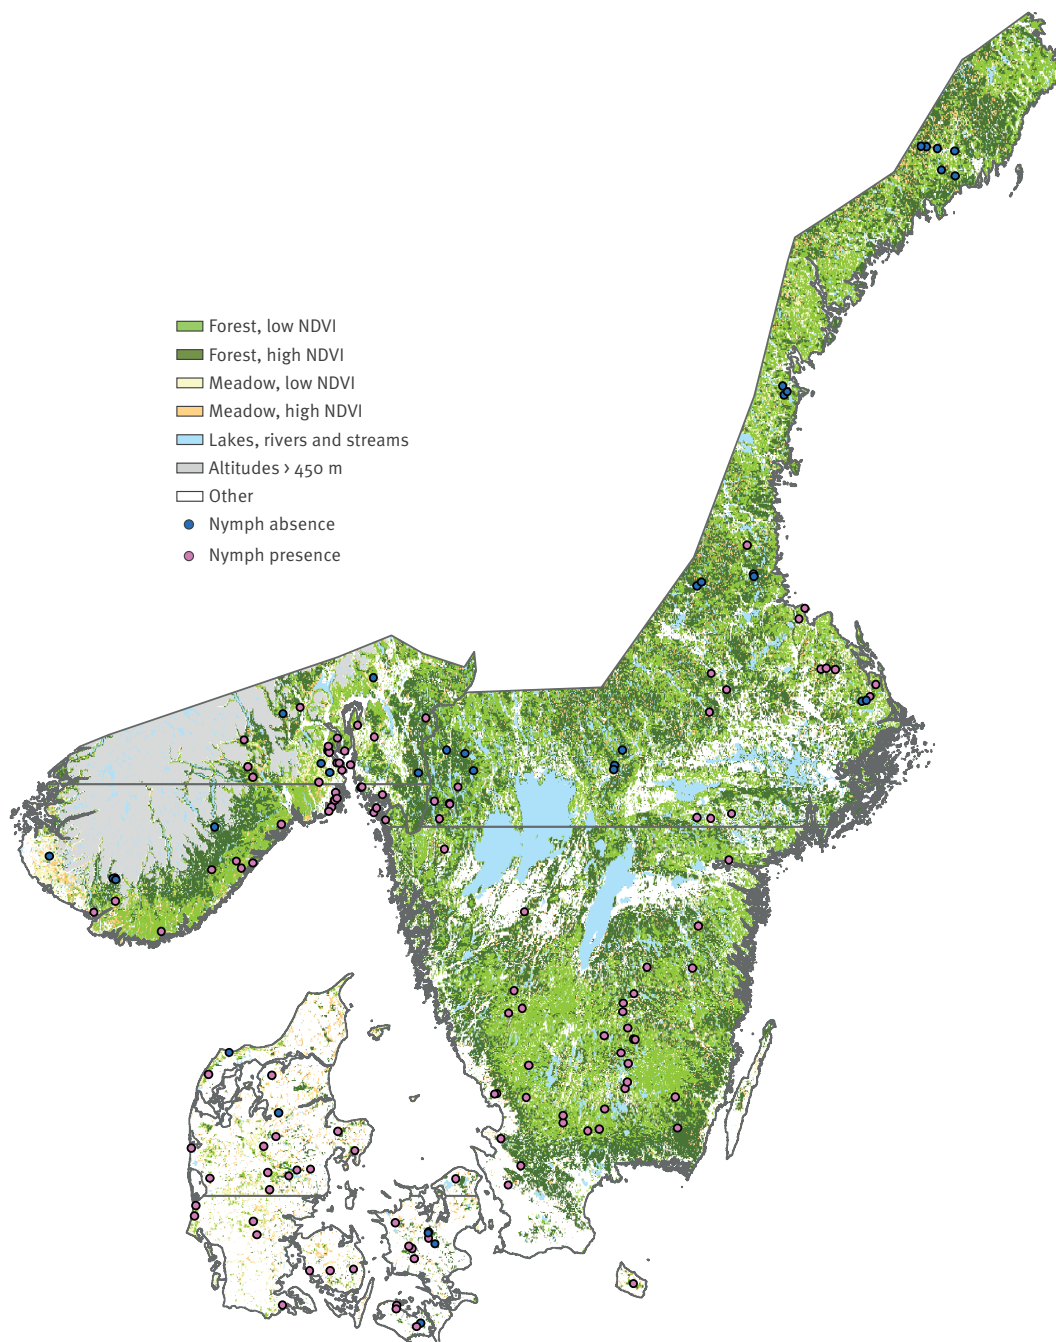 Forest, low NDVI
Forest, high NDVI
Meadow, low NDVI
Meadow, high NDVI
Lakes, rivers and streams
Altitudes > 450 m
Other
Nymph absence
Nymph presence